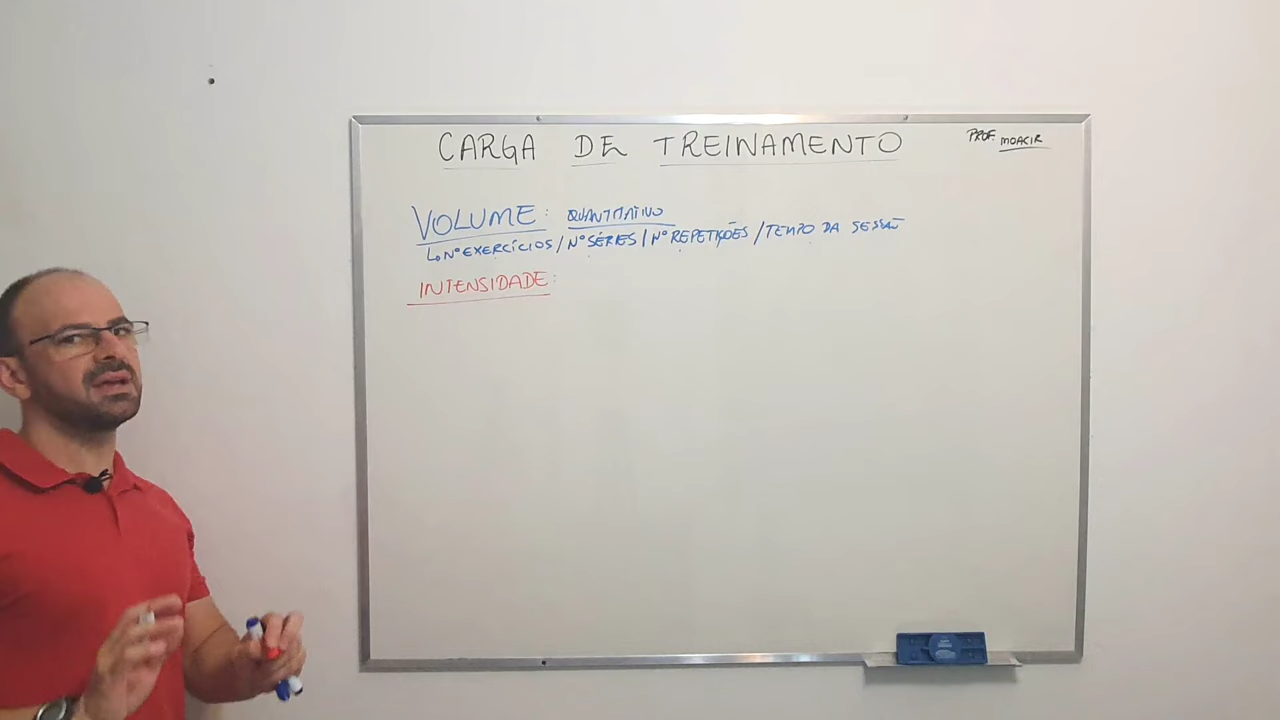 CARGA DE TREINAMENTO
PROF. MOACIR
VOLUME: QUANTITATIVO
↳ Nº EXERCÍCIOS / Nº SÉRIES / Nº REPETIÇÕES / TEMPO DA SESSÃO
INTENSIDADE: